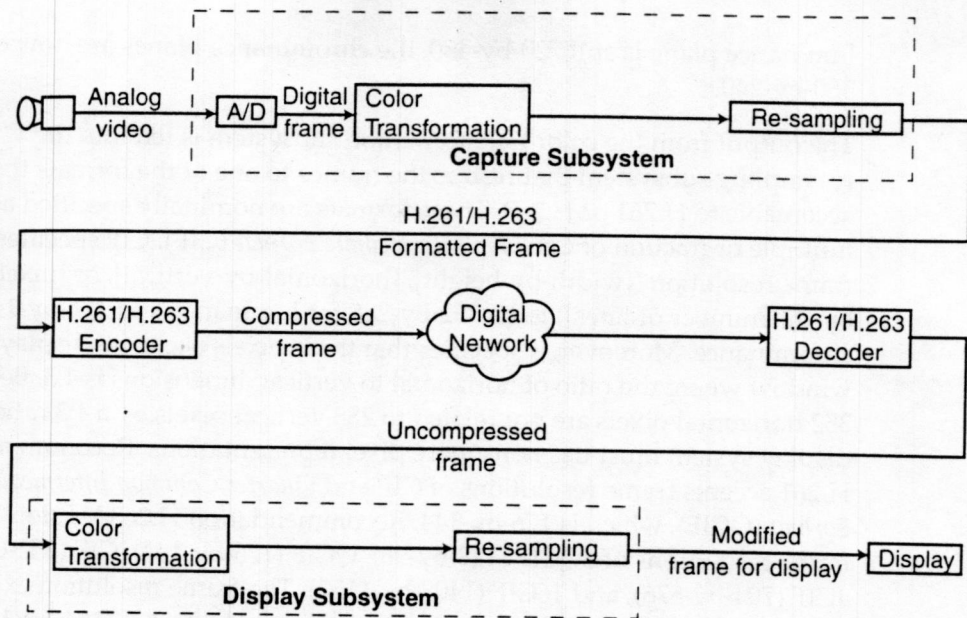 Analog
video
A/D
Digital
frame
Color
Transformation
Re-sampling
Capture Subsystem
H.261/H.263
Formatted Frame
H.261/H.263
Encoder
Compressed
frame
Digital
Network
H.261/H.263
Decoder
Uncompressed
frame
Color
Transformation
Re-sampling
Modified
frame for display
Display
Display Subsystem